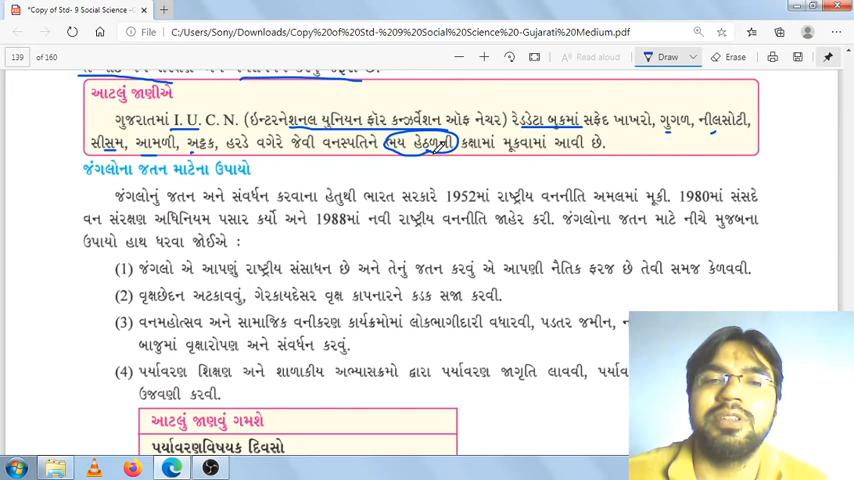 *Copy of Std- 9 Social Science -
File
C:/Users/Sony/Downloads/Copy%20of%20Std-%209%20Social%20Science%20-Gujarati%20Medium.pdf
139 of 160
Read aloud
Draw
Erase
આટલું જાણીએ
ગુજરાતમાં I. U. C. N. (ઇન્ટરનેશનલ યુનિયન ફૉર કન્ઝર્વેશન ઑફ નેચર) રેડડેટા બુકમાં સફેદ ખાખરો, ગુગળ, નીલસોટી,
સીસમ, આમળી, અટ્ટક, હરડે વગેરે જેવી વનસ્પતિને ભય હેઠળની કક્ષામાં મૂકવામાં આવી છે.
જંગલોના જતન માટેના ઉપાયો
જંગલોનું જતન અને સંવર્ધન કરવાના હેતુથી ભારત સરકારે 1952માં રાષ્ટ્રીય વનનીતિ અમલમાં મૂકી. 1980માં સંસદે
વન સંરક્ષણ અધિનિયમ પસાર કર્યો અને 1988માં નવી રાષ્ટ્રીય વનનીતિ જાહેર કરી. જંગલોના જતન માટે નીચે મુજબના
ઉપાયો હાથ ધરવા જોઈએ :
(1) જંગલો એ આપણું રાષ્ટ્રીય સંસાધન છે અને તેનું જતન કરવું એ આપણી નૈતિક ફરજ છે તેવી સમજ કેળવવી.
(2) વૃક્ષછેદન અટકાવવું, ગેરકાયદેસર વૃક્ષ કાપનારને કડક સજા કરવી.
(3) વનમહોત્સવ અને સામાજિક વનીકરણ કાર્યક્રમોમાં લોકભાગીદારી વધારવી, પડતર જમીન,
બાજુમાં વૃક્ષારોપણ અને સંવર્ધન કરવું.
(4) પર્યાવરણ શિક્ષણ અને શાળાકીય અભ્યાસક્રમો દ્વારા પર્યાવરણ જાગૃતિ લાવવી,
ઉજવણી કરવી.
આટલું જાણવું ગમશે
પર્યાવરણવિષયક દિવસો